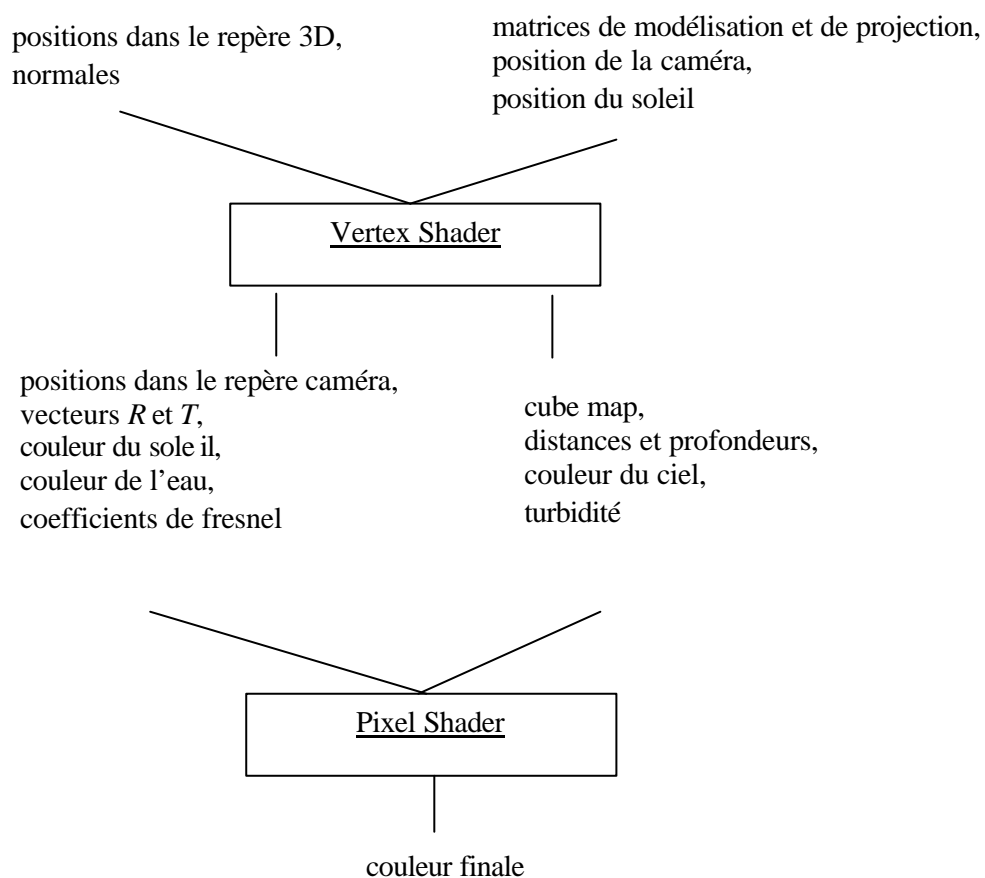 positions dans le repère 3D,
normales
matrices de modélisation et de projection,
position de la caméra,
position du soleil
Vertex Shader
positions dans le repère caméra,
vecteurs R et T,
couleur du sole il,
couleur de l’eau,
coefficients de fresnel
cube map,
distances et profondeurs,
couleur du ciel,
turbidité
Pixel Shader
couleur finale